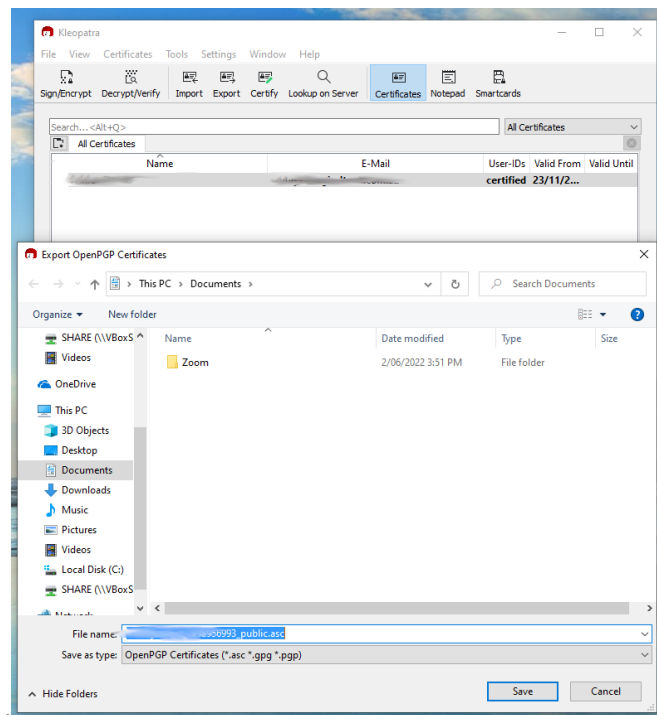 Kleopatra
File View Certificates Tools Settings Window Help
Sign/Encrypt Decrypt/Verify Import Export Certify Lookup on Server Certificates Notepad Smartcards
Search...<Alt+Q> All Certificates
All Certificates
Name E-Mail User-IDs Valid From Valid Until
certified 23/11/2...
Export OpenPGP Certificates
This PC > Documents > Search Documents
Organize New folder
Name Date modified Type Size
SHARE (\\VBoxS
Videos
Zoom 2/06/2022 3:51 PM File folder
OneDrive
This PC
3D Objects
Desktop
Documents
Downloads
Music
Pictures
Videos
Local Disk (C:)
SHARE (\\VBoxS
Network
File name: 6993_public.asc
Save as type: OpenPGP Certificates (*.asc *.gpg *.pgp)
Hide Folders Save Cancel